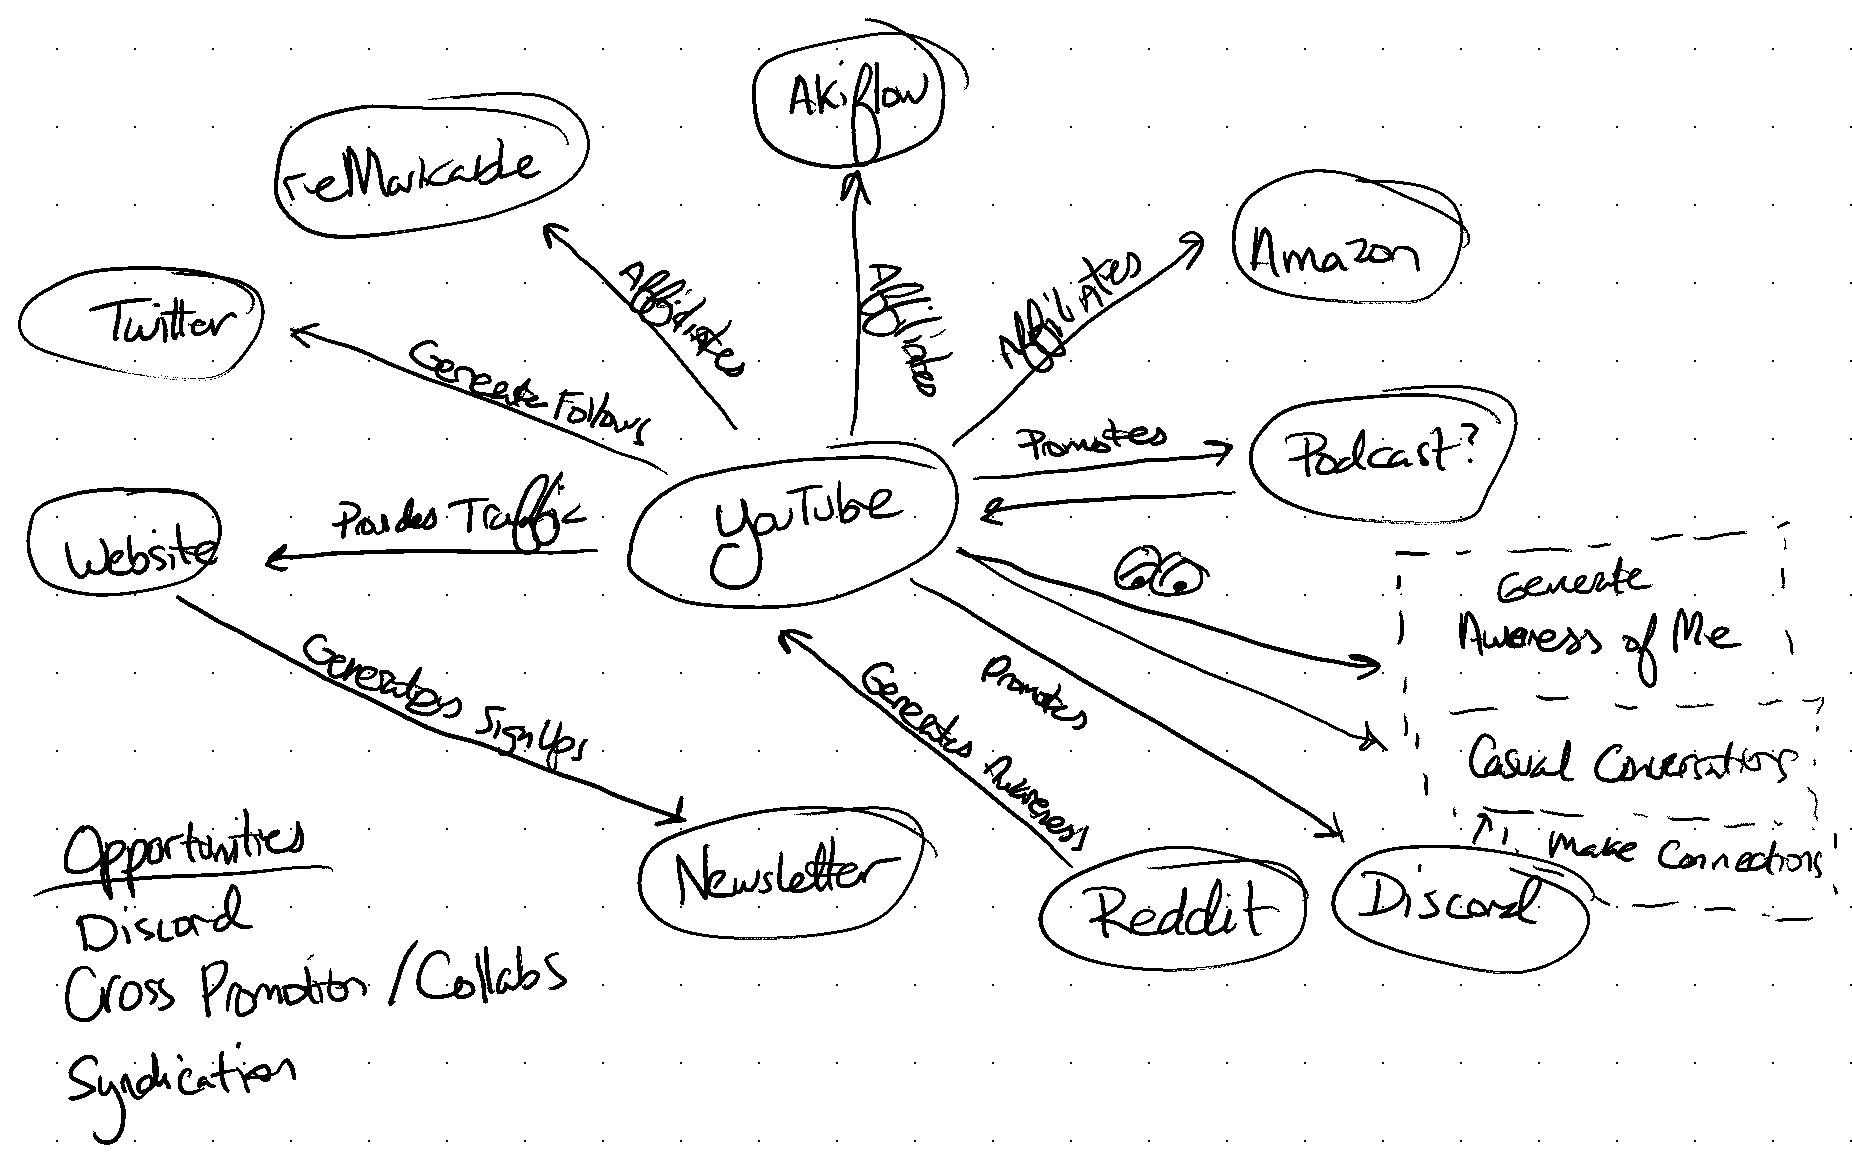 Akiflow
reMarkable
Amazon
Twitter
Affiliates
Affiliates
Affiliates
Generate Follows
Promotes
Podcast?
YouTube
Provides Traffic
Website
Generate
Awareness of Me
Generates SignUps
Generates Awareness
Promotes
Casual Conversations
Make Connections
Newsletter
Reddit
Discord
Opportunities
Discord
Cross Promotion / Collabs
Syndication